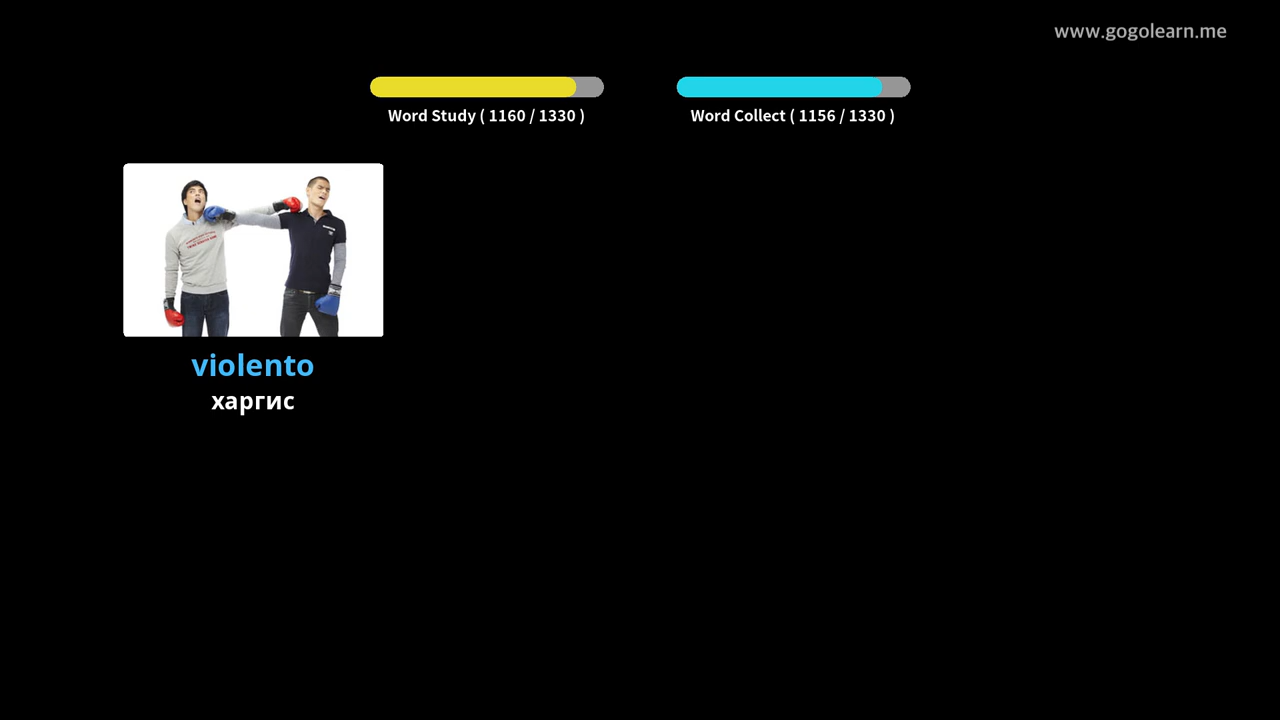 www.gogolearn.me
Word Study ( 1160 / 1330 )
Word Collect ( 1156 / 1330 )
violento
харгис